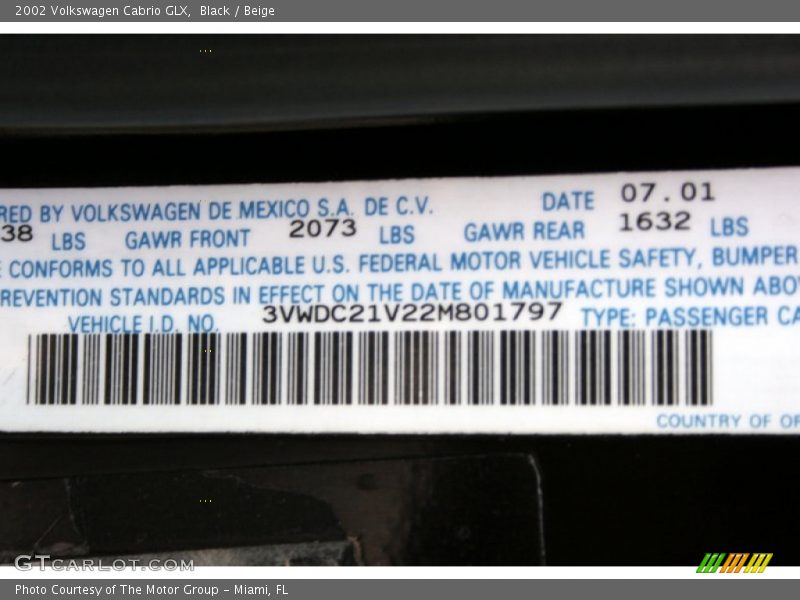 2002 Volkswagen Cabrio GLX, Black / Beige
RED BY VOLKSWAGEN DE MEXICO S.A. DE C.V. DATE 07.01
38 LBS GAWR FRONT 2073 LBS GAWR REAR 1632 LBS
CONFORMS TO ALL APPLICABLE U.S. FEDERAL MOTOR VEHICLE SAFETY, BUMPER
REVENTION STANDARDS IN EFFECT ON THE DATE OF MANUFACTURE SHOWN ABO
VEHICLE I.D. NO. 3VWDC21V22M801797 TYPE: PASSENGER CA
COUNTRY OF OR
GTCARLOT.COM
Photo Courtesy of The Motor Group - Miami, FL